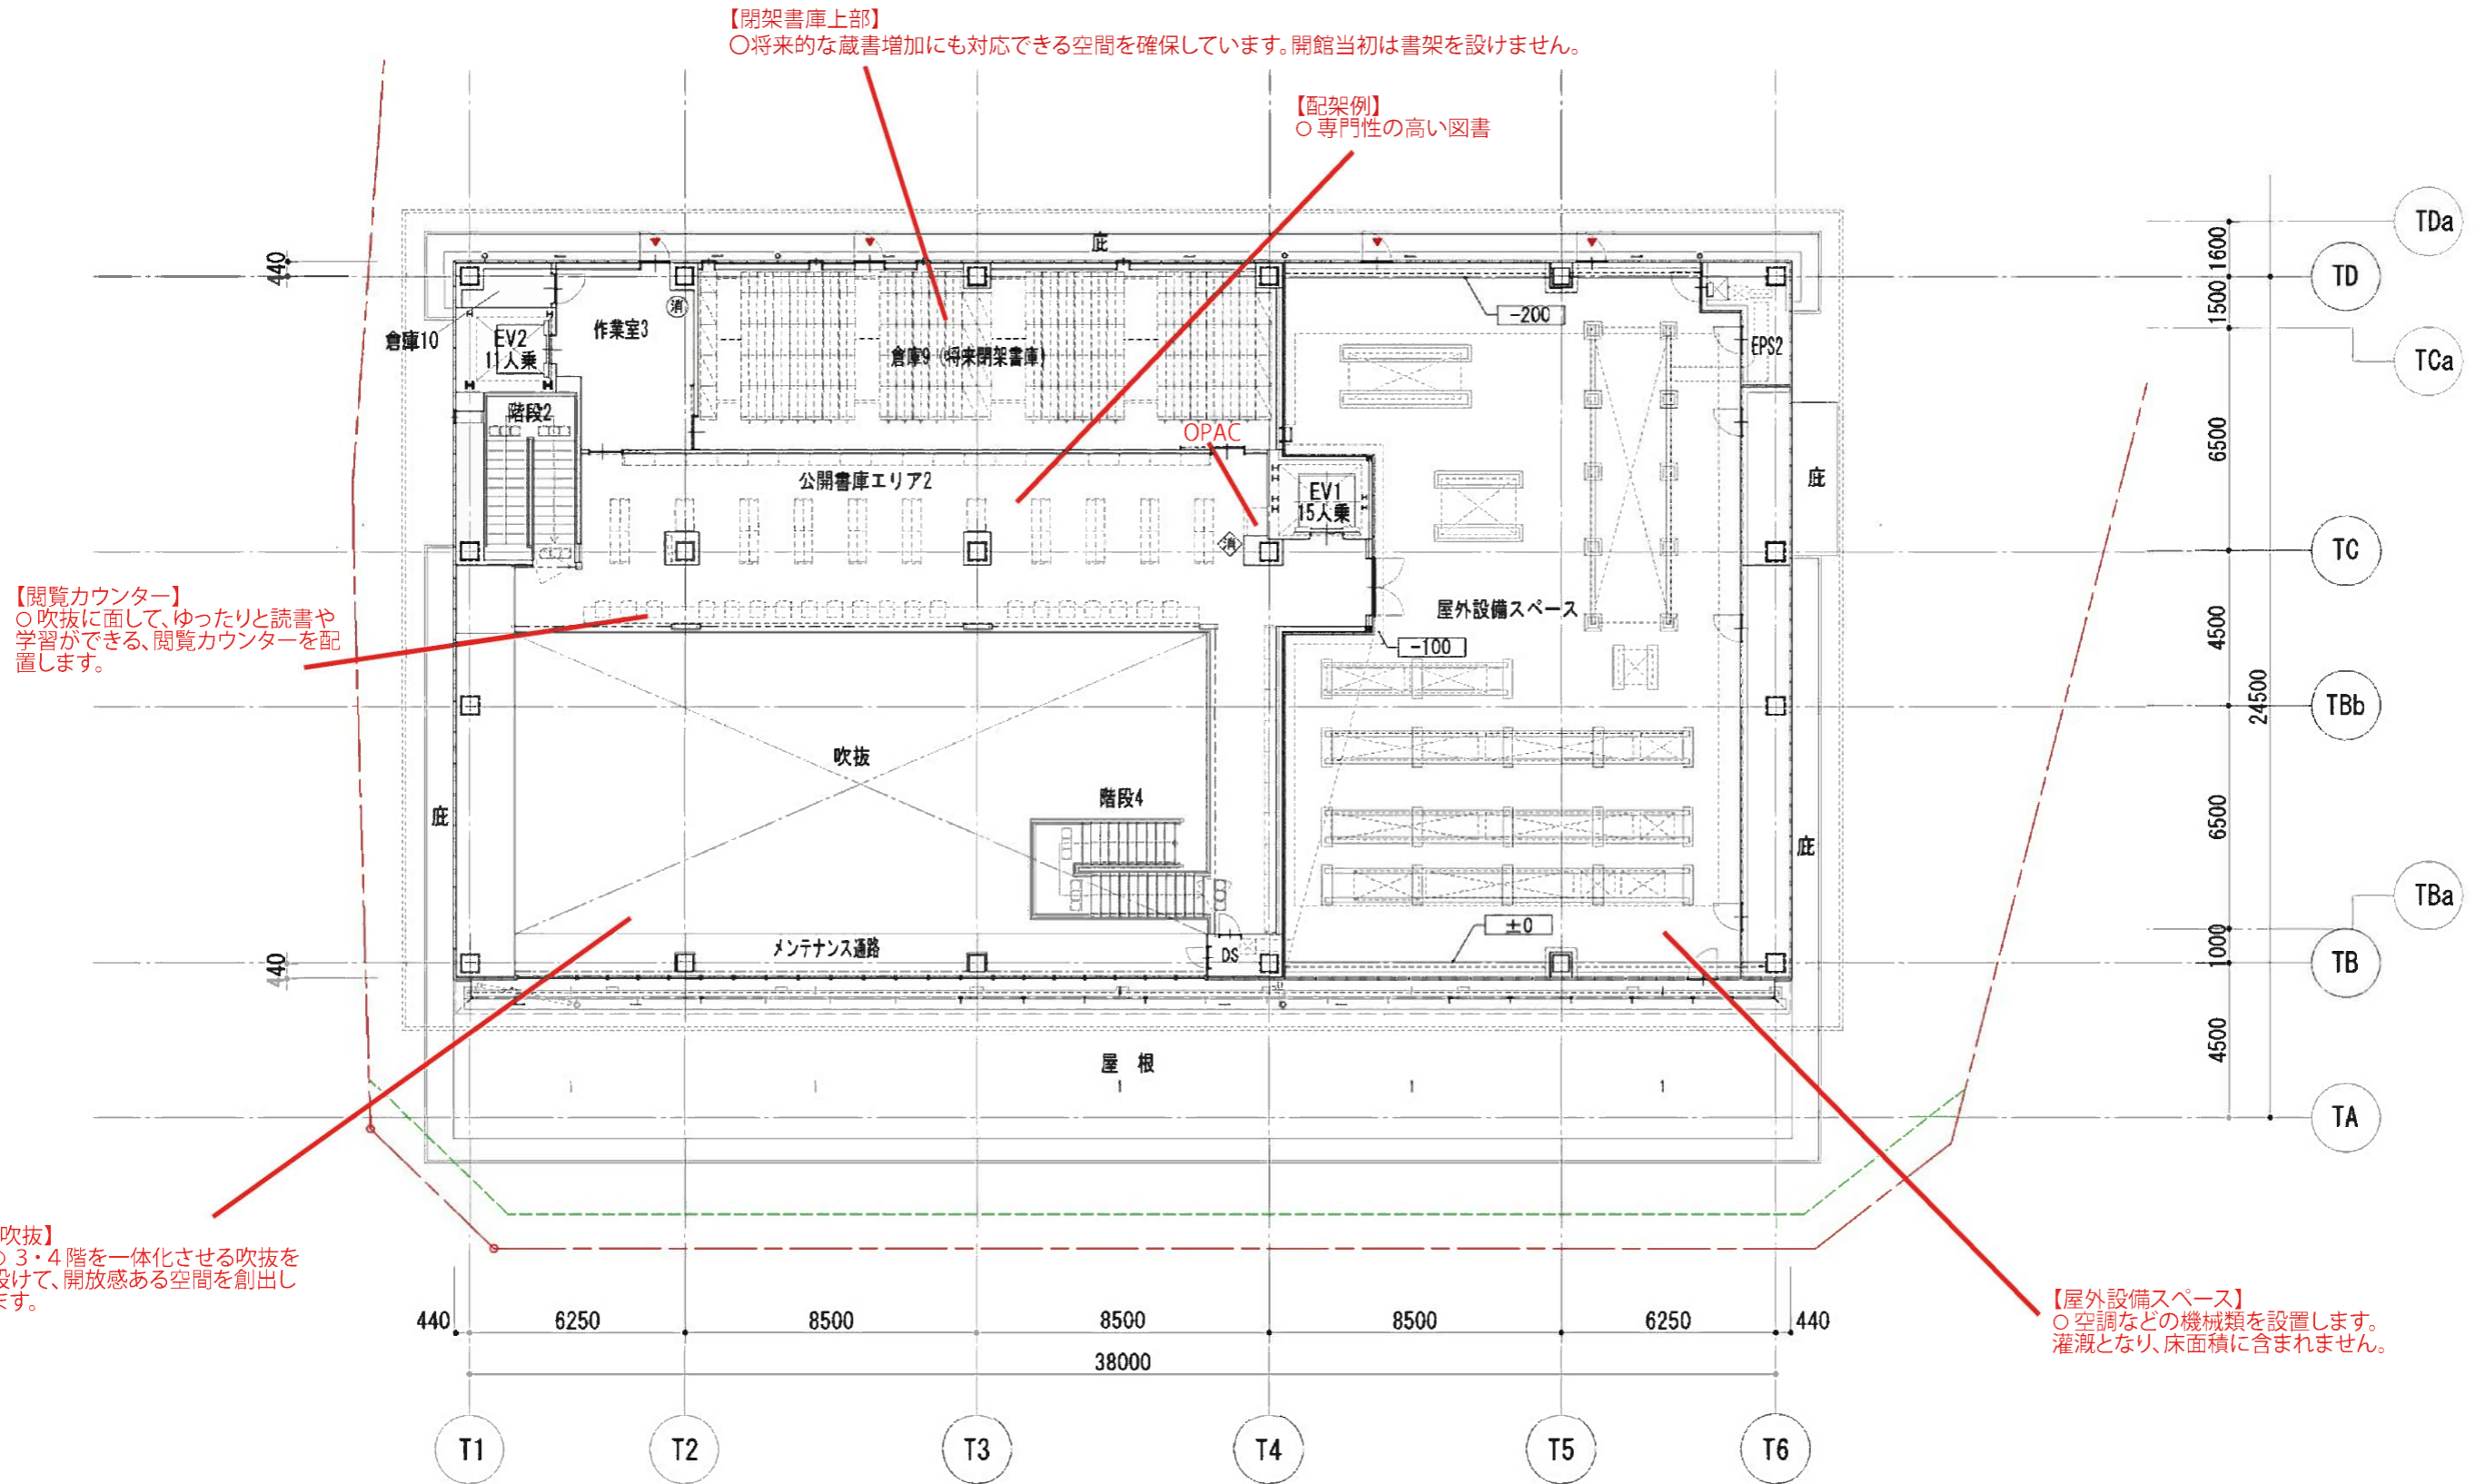 【閉架書庫上部】
○将来的な蔵書増加にも対応できる空間を確保しています。開館当初は書架を設けません。
【配架例】
○専門性の高い図書
TDa
庇
440
1600
TD
1500
-200
倉庫10
EV2
11人乗
作業室3
消
倉庫9（将来閉架書庫）
EPS2
TCa
階段2
OPAC
6500
公開書庫エリア2
庇
EV1
15人乗
消
TC
【閲覧カウンター】
○吹抜に面して、ゆったりと読書や
学習ができる、閲覧カウンターを配
置します。
屋外設備スペース
4500
-100
24500
TBb
吹抜
階段4
庇
6500
庇
TBa
±0
メンテナンス通路
DS
440
1000
TB
屋 根
4500
TA
吹抜】
3・4階を一体化させる吹抜を
設けて、開放感ある空間を創出し
ます。
【屋外設備スペース】
○空調などの機械類を設置します。
灌漑となり、床面積に含まれません。
440
6250
8500
8500
8500
6250
440
38000
T1
T2
T3
T4
T5
T6